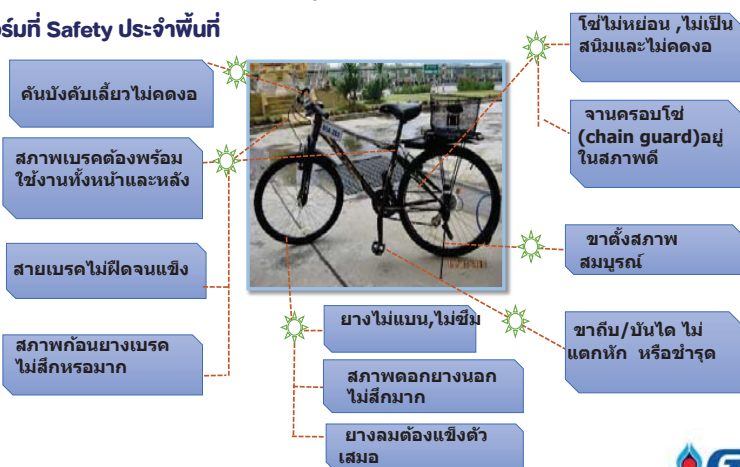 ร์มที่ Safety ประจำพื้นที่
คันบังคับเลี้ยวไม่คดงอ
สภาพเบรคต้องพร้อม
ใช้งานทั้งหน้าและหลัง
สายเบรคไม่ฝืดจนแข็ง
สภาพก้อนยางเบรค
ไม่สึกหรอมาก
ยางไม่แบน,ไม่ซึม
สภาพดอกยางนอก
ไม่สึกมาก
ยางลมต้องแข็งตัว
เสมอ
โซ่ไม่หย่อน ,ไม่เป็น
สนิมและไม่คดงอ
จานครอบโซ่
(chain guard)อยู่
ในสภาพดี
ขาตั้งสภาพ
สมบูรณ์
ขาถีบ/บันได ไม่
แตกหัก หรือชำรุด